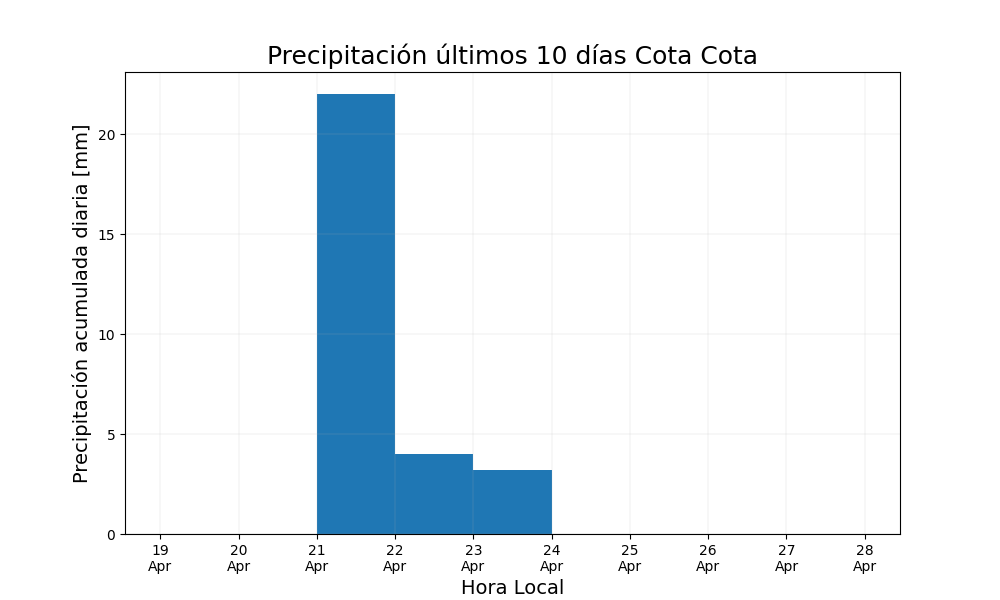 Precipitación últimos 10 días Cota Cota
Precipitación acumulada diaria [mm]
20
15
10
5
0
19 20 21 22 23 24 25 26 27 28
Apr Apr Apr Apr Apr Apr Apr Apr Apr Apr
Hora Local